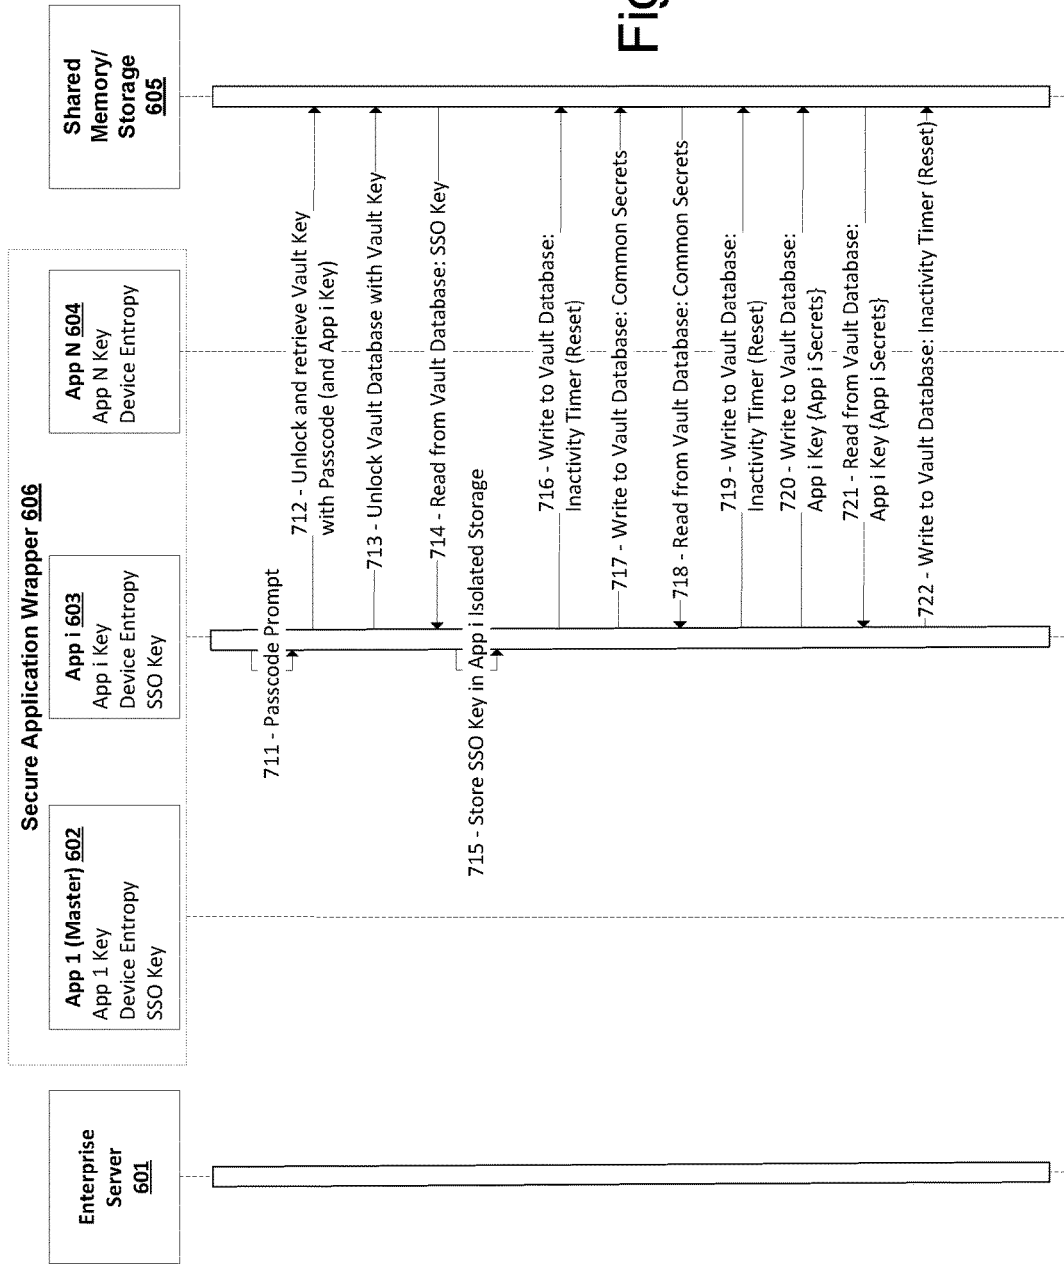 Enterprise
Server
601
Secure Application Wrapper 606
App 1 (Master) 602
App 1 Key
Device Entropy
SSO Key
App i 603
App i Key
Device Entropy
SSO Key
App N 604
App N Key
Device Entropy
Shared
Memory/
Storage
605
711 - Passcode Prompt
712 - Unlock and retrieve Vault Key
with Passcode (and App i Key)
713 - Unlock Vault Database with Vault Key
714 - Read from Vault Database: SSO Key
715 - Store SSO Key in App i Isolated Storage
716 - Write to Vault Database:
Inactivity Timer (Reset)
717 - Write to Vault Database: Common Secrets
718 - Read from Vault Database: Common Secrets
719 - Write to Vault Database:
Inactivity Timer (Reset)
720 - Write to Vault Database:
App i Key {App i Secrets}
721 - Read from Vault Database:
App i Key {App i Secrets}
722 - Write to Vault Database: Inactivity Timer (Reset)
Fig